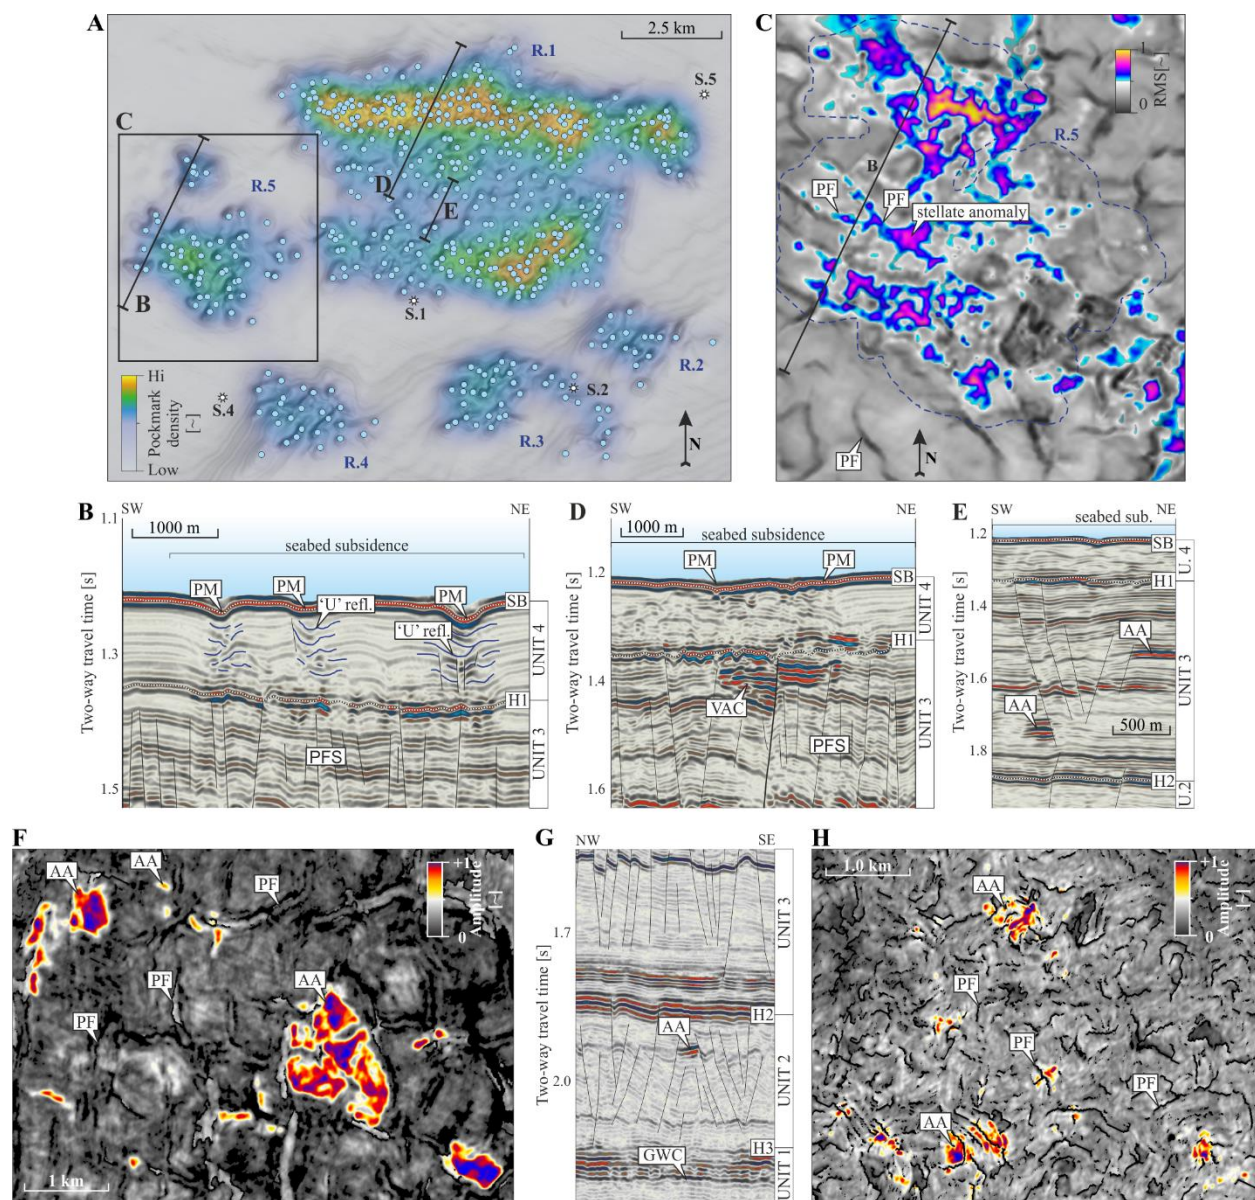 A
2.5 km
R.1
S.5
C
D
R.5
E
B
S.1
R.2
S.2
S.4
R.3
R.4
Hi
Pockmark
density
[~]
Low
N
C
1
RMS[~]
0
R.5
B
PF
PF
stellate anomaly
PF
N
B
SW
NE
1.1
1000 m
seabed subsidence
PM
PM
PM
SB
'U' refl.
'U' refl.
UNIT 4
1.3
H1
PFS
UNIT 3
1.5
Two-way travel time [s]
D
SW
NE
1000 m
seabed subsidence
1.2
PM
PM
SB
UNIT 4
H1
1.4
VAC
PFS
UNIT 3
1.6
Two-way travel time [s]
E
SW
NE
seabed sub.
1.2
SB
U.4
H1
1.4
AA
UNIT 3
1.6
AA
500 m
1.8
H2
U.2
Two-way travel time [s]
F
AA
AA
PF
+1
Amplitude
[~]
0
PF
AA
PF
1 km
G
NW
SE
UNIT 3
1.7
H2
AA
UNIT 2
2.0
H3
GWC
UNIT 1
Two-way travel time [s]
H
1.0 km
AA
+1
Amplitude
[~]
0
PF
PF
PF
AA